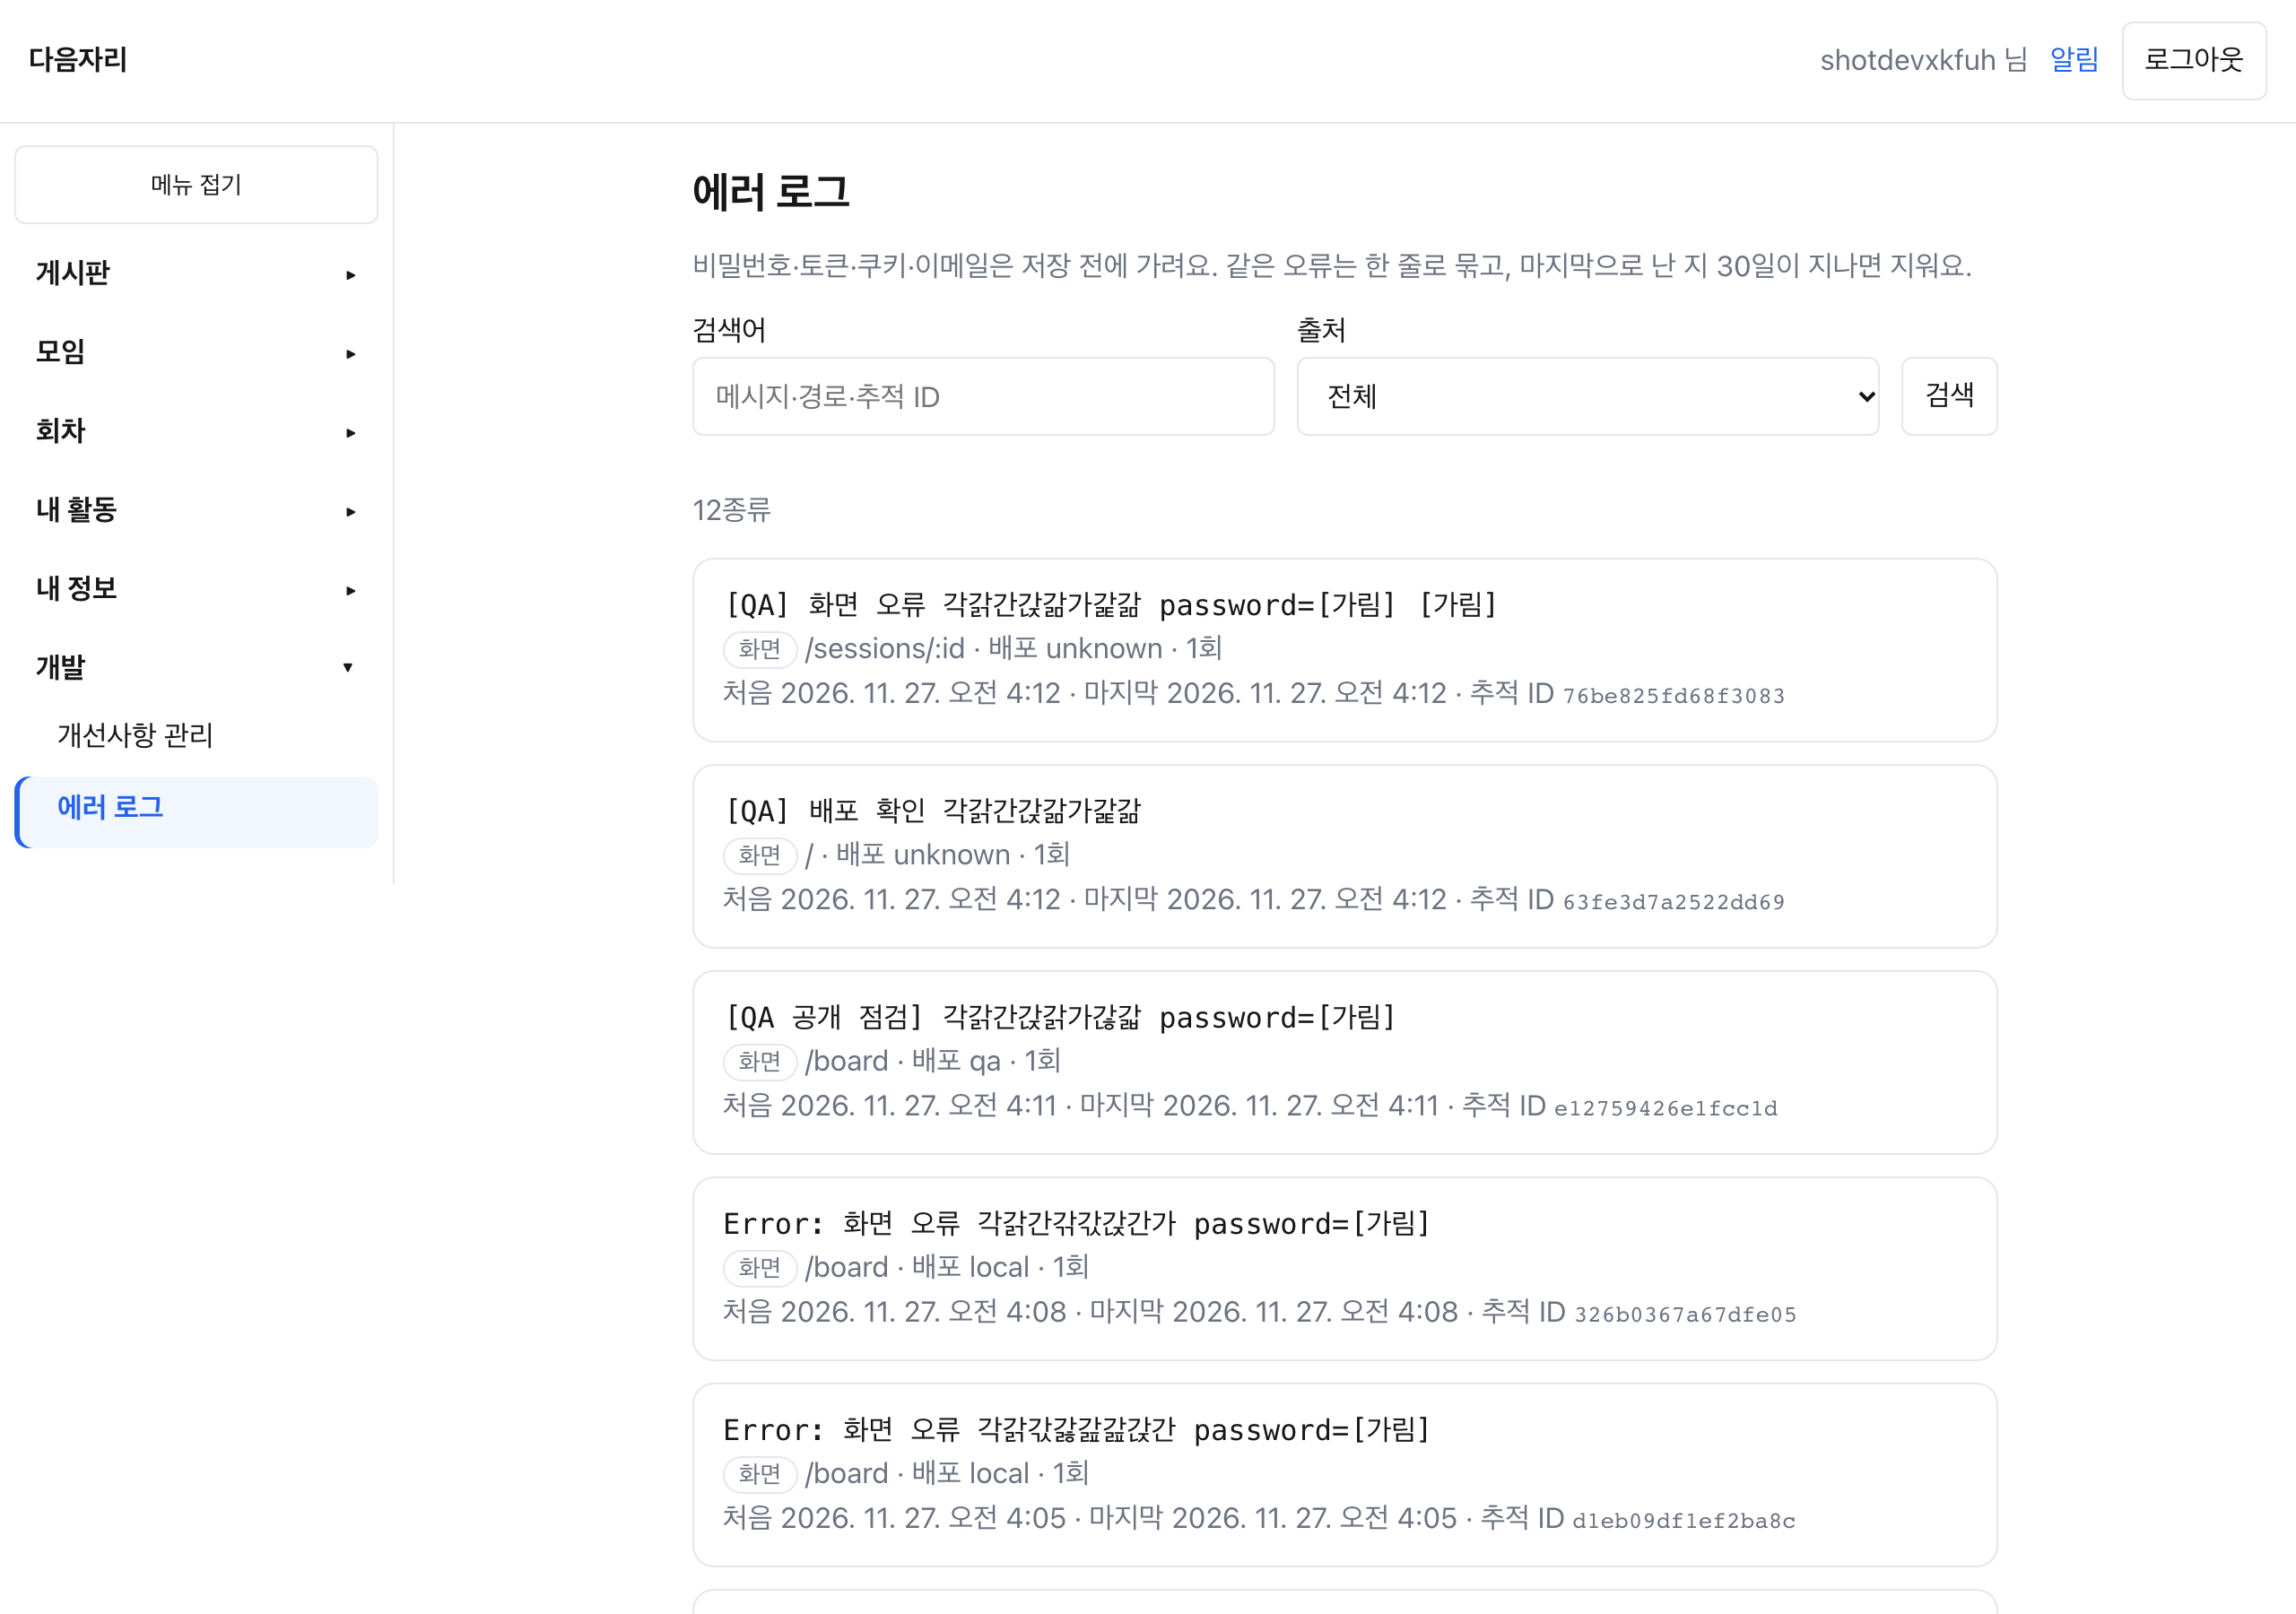 다음자리
shotdevxkfuh 님 알림 로그아웃
메뉴 접기
게시판
모임
회차
내 활동
내 정보
개발
개선사항 관리
에러 로그
에러 로그
비밀번호·토큰·쿠키·이메일은 저장 전에 가려요. 같은 오류는 한 줄로 묶고, 마지막으로 난 지 30일이 지나면 지워요.
검색어
출처
메시지·경로·추적 ID
전체
검색
12종류
[QA] 화면 오류 password=[가림] [가림]
화면 /sessions/:id · 배포 unknown · 1회
처음 2026. 11. 27. 오전 4:12 · 마지막 2026. 11. 27. 오전 4:12 · 추적 ID 76be825fd68f3083
[QA] 배포 확인
화면 / · 배포 unknown · 1회
처음 2026. 11. 27. 오전 4:12 · 마지막 2026. 11. 27. 오전 4:12 · 추적 ID 63fe3d7a2522dd69
[QA 공개 점검] password=[가림]
화면 /board · 배포 qa · 1회
처음 2026. 11. 27. 오전 4:11 · 마지막 2026. 11. 27. 오전 4:11 · 추적 ID e12759426e1fcc1d
Error: 화면 오류 password=[가림]
화면 /board · 배포 local · 1회
처음 2026. 11. 27. 오전 4:08 · 마지막 2026. 11. 27. 오전 4:08 · 추적 ID 326b0367a67dfe05
Error: 화면 오류 password=[가림]
화면 /board · 배포 local · 1회
처음 2026. 11. 27. 오전 4:05 · 마지막 2026. 11. 27. 오전 4:05 · 추적 ID d1eb09df1ef2ba8c